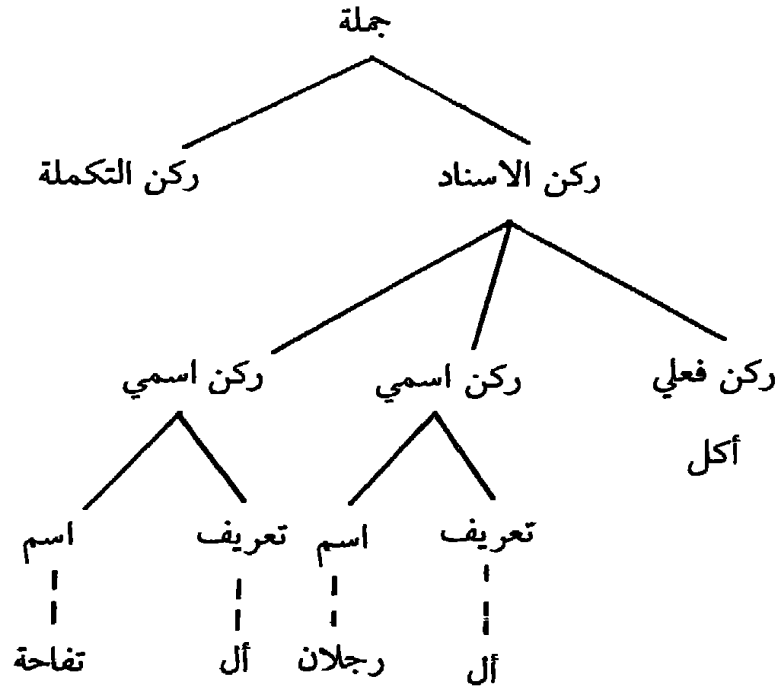 جملة
ركن الاسناد ركن التكملة
ركن فعلي ركن اسمي ركن اسمي
أكل
تعريف اسم تعريف اسم
أل رجلان أل تفاحة